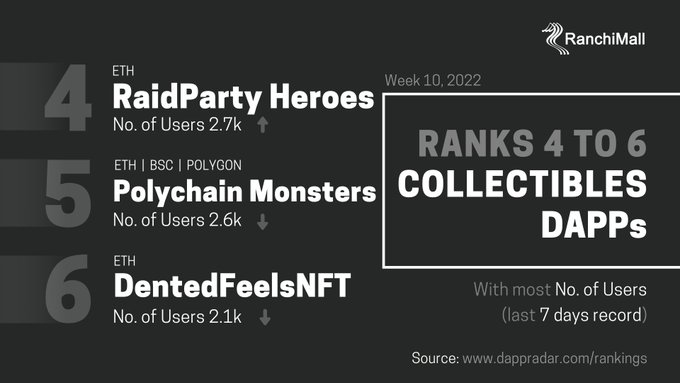 RanchiMall
4
ETH
RaidParty Heroes
No. of Users 2.7k
5
ETH | BSC | POLYGON
Polychain Monsters
No. of Users 2.6k
6
ETH
DentedFeelsNFT
No. of Users 2.1k
Week 10, 2022
RANKS 4 TO 6
COLLECTIBLES
DAPPs
With most No. of Users
(last 7 days record)
Source: www.dappradar.com/rankings